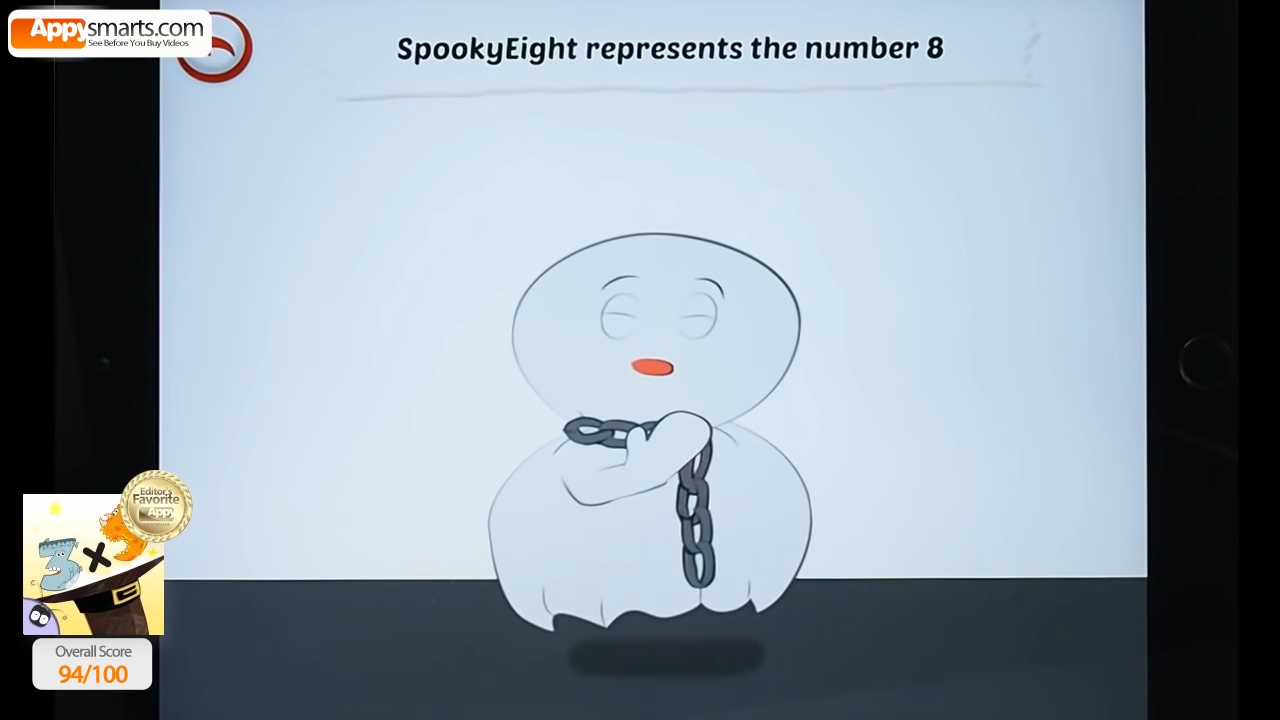 Appysmarts.com
See Before You Buy Videos
SpookyEight represents the number 8
Editor's
Favorite
App
3 x
Overall Score
94/100